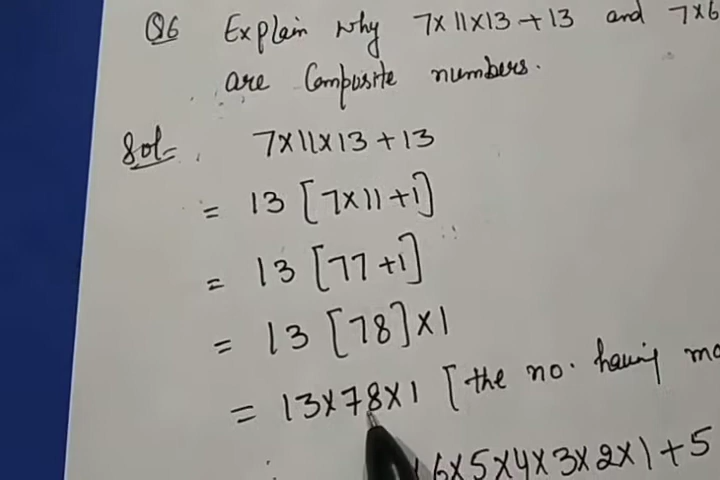 Q6 Explain why 7×11×13+13 and 7×6
are Composite numbers.
Sol- 7×11×13+13
= 13 [7×11+1]
= 13 [77+1]
= 13 [78]×1
= 13×78×1 [the no. having mo
×6×5×4×3×2×1+5